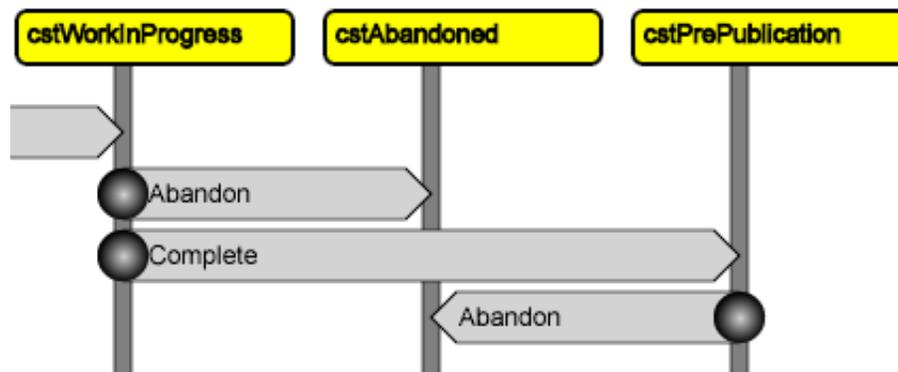 cstWorkInProgress
cstAbandoned
cstPrePublication
Abandon
Complete
Abandon